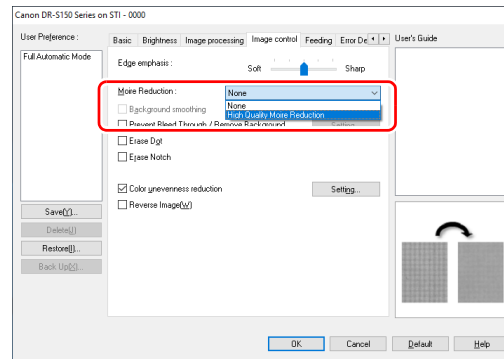 Canon DR-S150 Series on STI - 0000
User Preference :
Full Automatic Mode
Save(Y)...
Delete(J)
Restore(I)...
Basic Brightness Image processing Image control Feeding Error De
Edge emphasis :
Soft Sharp
Moire Reduction :
None
None
High Quality Moire Reduction
Background smoothing
Prevent Bleed Through / Remove Background
Setting...
Erase Dot
Erase Notch
Color unevenness reduction
Setting...
Reverse Image(W)
User's Guide
OK
Cancel
Default
Help